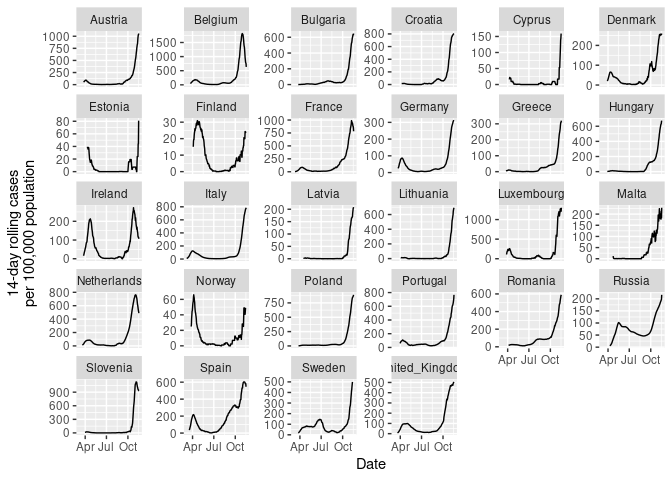 Austria Belgium Bulgaria Croatia Cyprus Denmark
1000 750 500 250 0
1500 1000 500 0
600 400 200 0
800 600 400 200 0
150 100 50 0
200 100 0
Estonia Finland France Germany Greece Hungary
80 60 40 20 0
30 20 10 0
1000 750 500 250 0
300 200 100 0
300 200 100 0
600 400 200 0
Ireland Italy Latvia Lithuania Luxembourg Malta
200 100 0
800 600 400 200 0
200 150 100 50 0
600 400 200 0
1000 500 0
200 150 100 50 0
Netherlands Norway Poland Portugal Romania Russia
800 600 400 200 0
60 40 20 0
750 500 250 0
800 600 400 200 0
600 400 200 0
200 150 100 50 0
Apr Jul Oct Apr Jul Oct
Slovenia Spain Sweden nited_Kingdo
900 600 300 0
600 400 200 0
500 400 300 200 100 0
500 400 300 200 100 0
Apr Jul Oct Apr Jul Oct Apr Jul Oct Apr Jul Oct
Date
14-day rolling cases
per 100,000 population